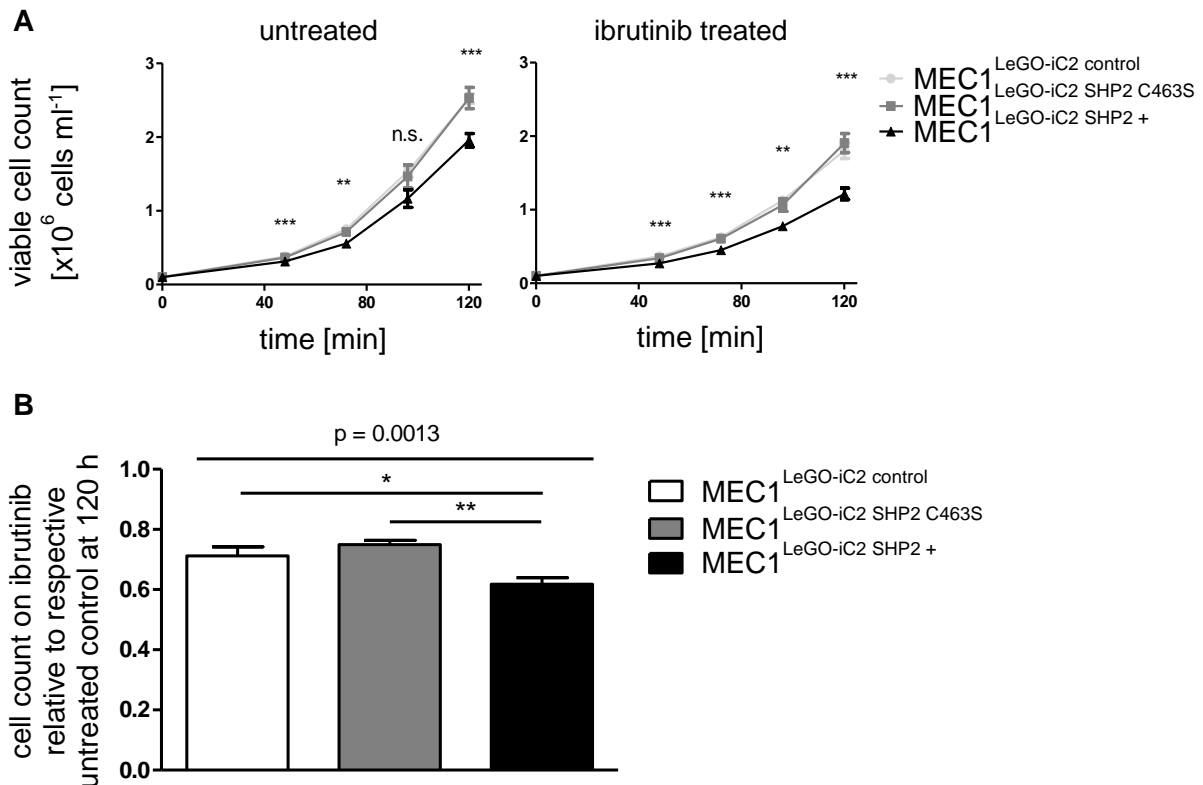 A
untreated
ibrutinib treated
viable cell count
[x10⁶ cells ml⁻¹]
3
2
1
0
0
40
80
120
***
**
n.s.
***
time [min]
3
2
1
0
0
40
80
120
***
***
**
***
time [min]
MEC1 LeGO-iC2 control
MEC1 LeGO-iC2 SHP2 C463S
MEC1 LeGO-iC2 SHP2 +
B
p = 0.0013
*
**
cell count on ibrutinib
relative to respective
untreated control at 120 h
1.0
0.8
0.6
0.4
0.2
0.0
MEC1 LeGO-iC2 control
MEC1 LeGO-iC2 SHP2 C463S
MEC1 LeGO-iC2 SHP2 +